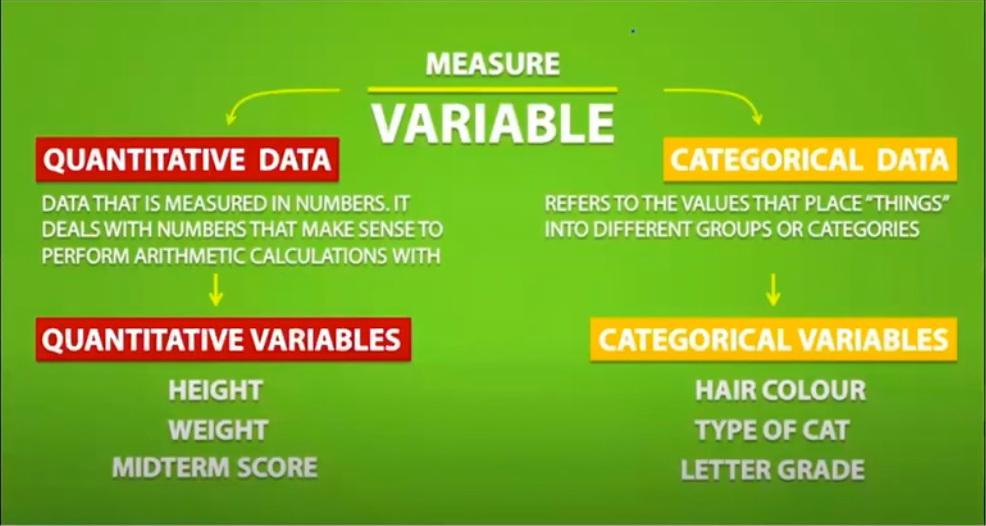 MEASURE
VARIABLE
QUANTITATIVE DATA
DATA THAT IS MEASURED IN NUMBERS. IT
DEALS WITH NUMBERS THAT MAKE SENSE TO
PERFORM ARITHMETIC CALCULATIONS WITH
QUANTITATIVE VARIABLES
HEIGHT
WEIGHT
MIDTERM SCORE
CATEGORICAL DATA
REFERS TO THE VALUES THAT PLACE “THINGS”
INTO DIFFERENT GROUPS OR CATEGORIES
CATEGORICAL VARIABLES
HAIR COLOUR
TYPE OF CAT
LETTER GRADE